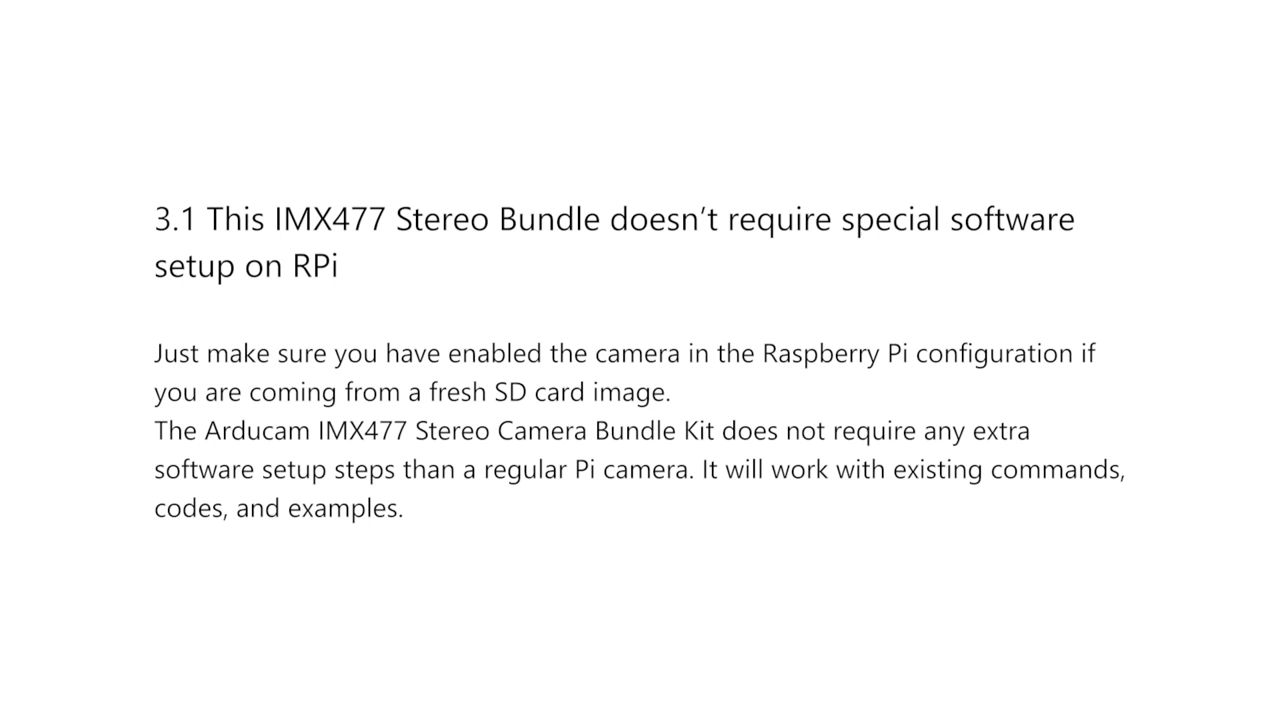 3.1 This IMX477 Stereo Bundle doesn’t require special software
setup on RPi
Just make sure you have enabled the camera in the Raspberry Pi configuration if
you are coming from a fresh SD card image.
The Arducam IMX477 Stereo Camera Bundle Kit does not require any extra
software setup steps than a regular Pi camera. It will work with existing commands,
codes, and examples.